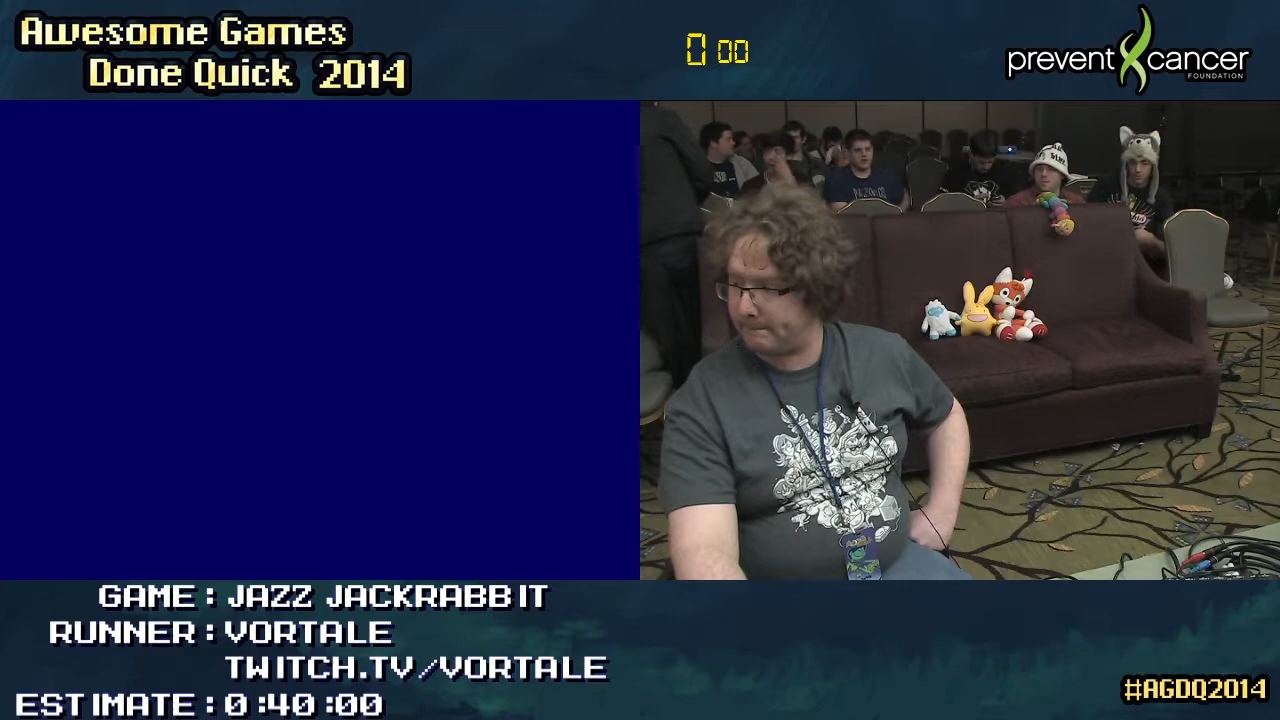 Awesome Games
Done Quick 2014
0 00
prevent cancer
FOUNDATION
GAME: JAZZ JACKRABBIT
RUNNER: VORTALE
TWITCH.TV/VORTALE
ESTIMATE: 0:40:00
#AGDQ2014